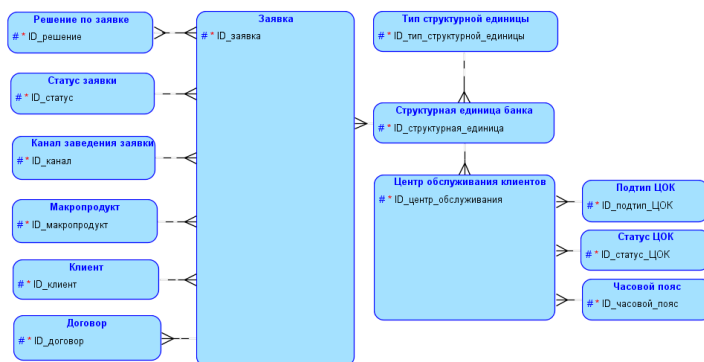 Решение по заявке
# * ID_решение
Статус заявки
# * ID_статус
Канал заведения заявки
# * ID_канал
Макропродукт
# * ID_макропродукт
Клиент
# * ID_клиент
Договор
# * ID_договор
Заявка
# * ID_заявка
Тип структурной единицы
# * ID_тип_структурной_единицы
Структурная единица банка
# * ID_структурная_единица
Центр обслуживания клиентов
# * ID_центр_обслуживания
Подтип ЦОК
# * ID_подтип_ЦОК
Статус ЦОК
# * ID_статус_ЦОК
Часовой пояс
# * ID_часовой_пояс